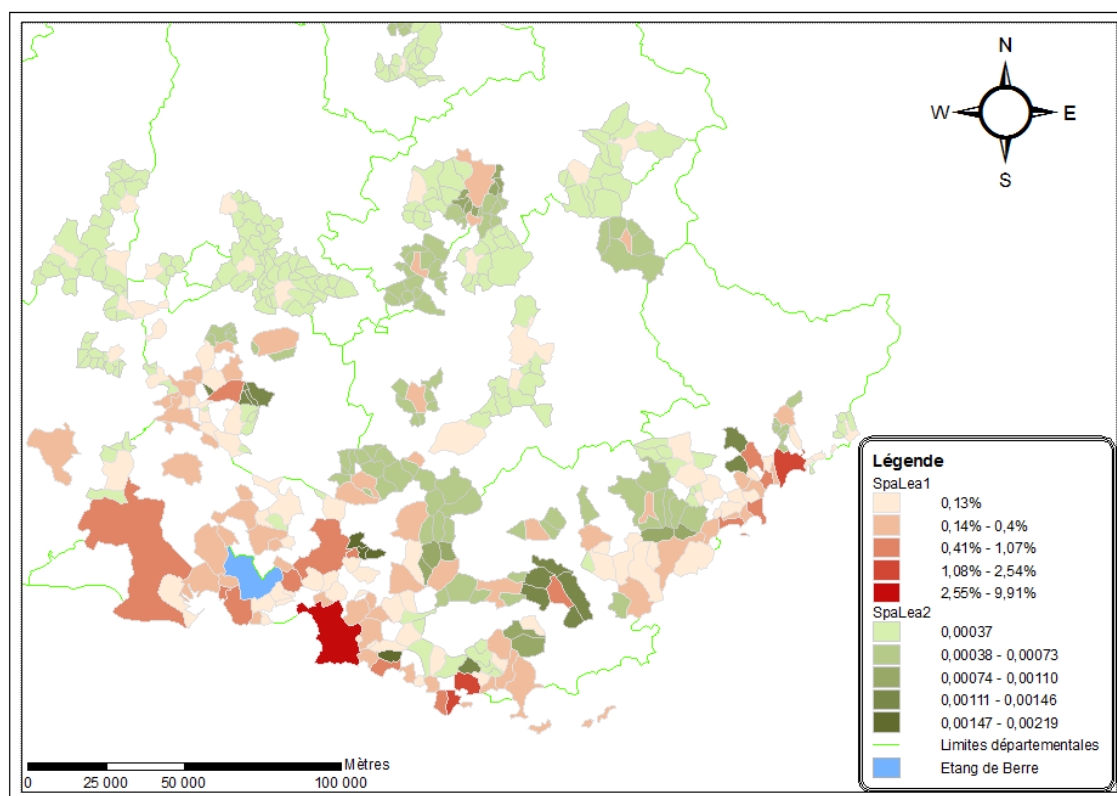 N
W
E
S
Légende
SpaLea1
0,13%
0,14% - 0,4%
0,41% - 1,07%
1,08% - 2,54%
2,55% - 9,91%
SpaLea2
0,00037
0,00038 - 0,00073
0,00074 - 0,00110
0,00111 - 0,00146
0,00147 - 0,00219
Limites départementales
Etang de Berre
Mètres
0 25 000 50 000 100 000